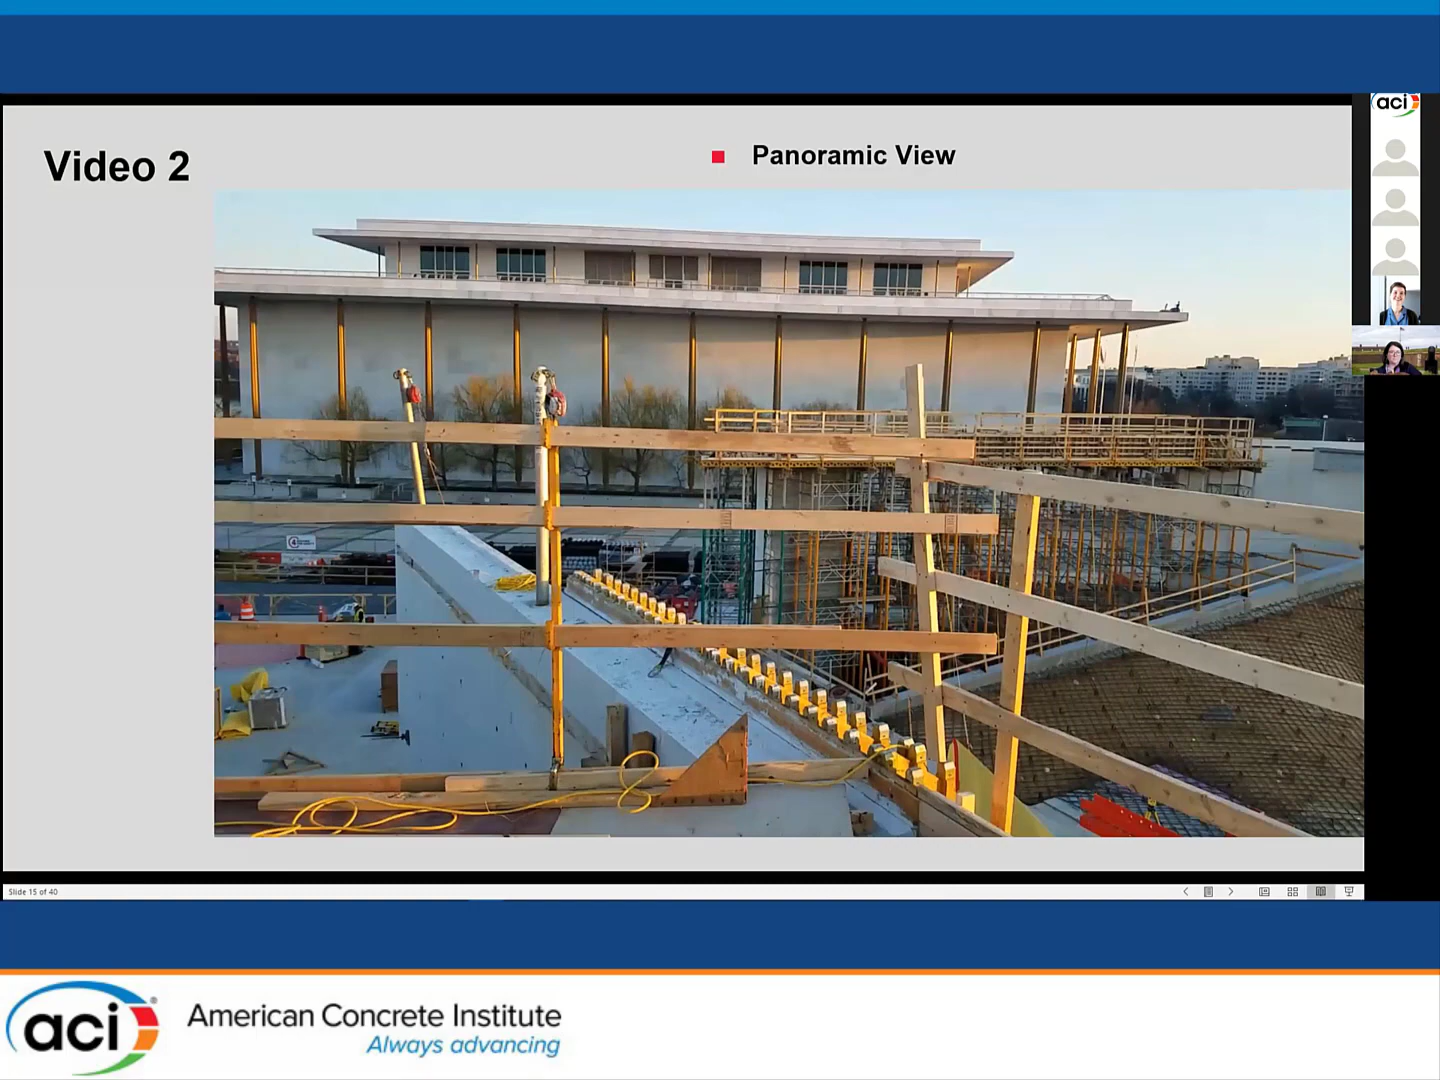 aci
Video 2
Panoramic View
Slide 15 of 40
aci®
American Concrete Institute
Always advancing